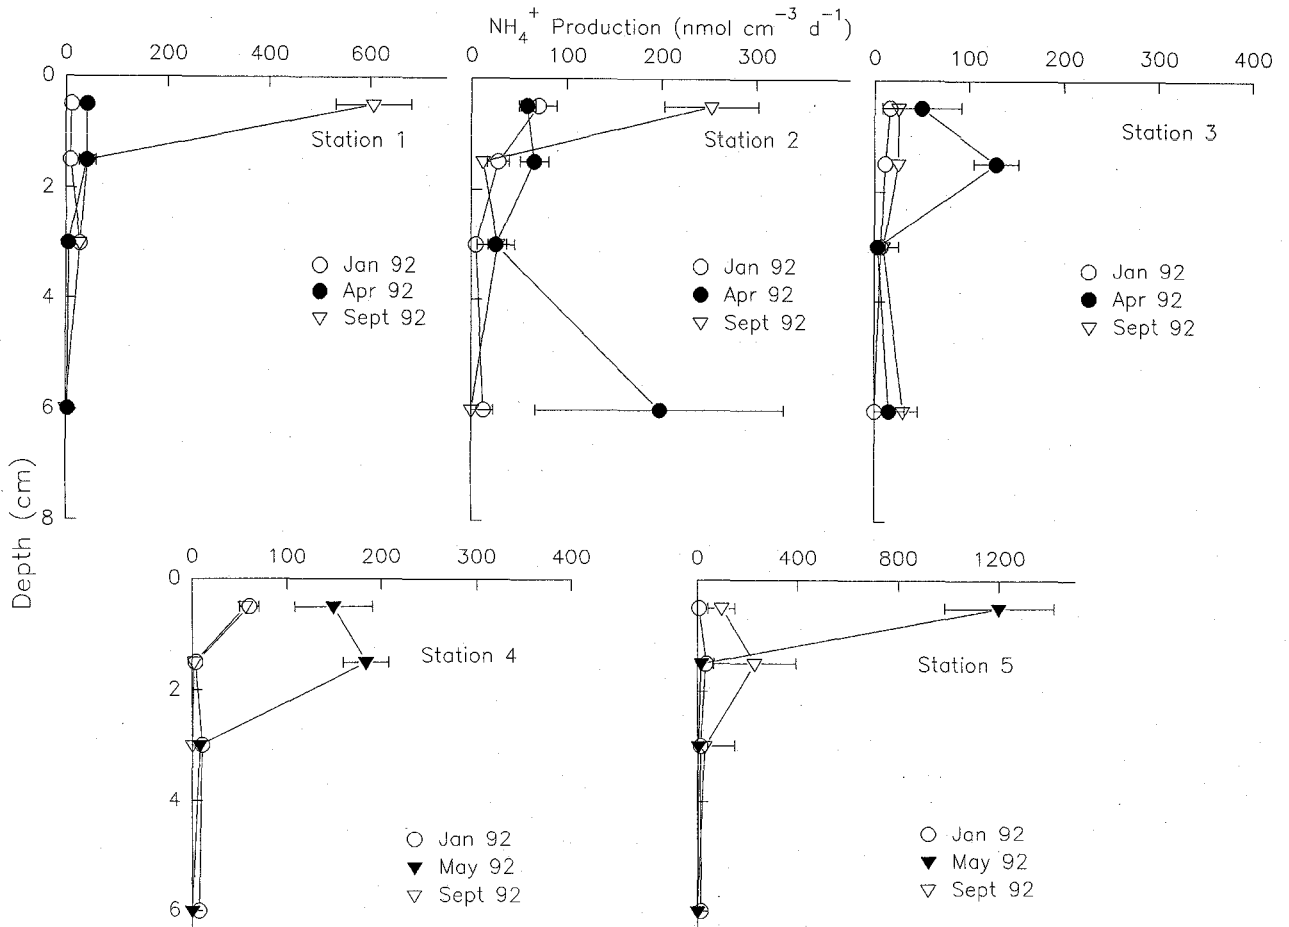 NH₄⁺ Production (nmol cm⁻³ d⁻¹)
0 200 400 600
0 100 200 300
0 100 200 300 400
0
2
4
6
8
Depth (cm)
Station 1
Jan 92
Apr 92
Sept 92
Station 2
Jan 92
Apr 92
Sept 92
Station 3
Jan 92
Apr 92
Sept 92
0 100 200 300 400
0
2
4
6
Station 4
Jan 92
May 92
Sept 92
0 400 800 1200
Station 5
Jan 92
May 92
Sept 92